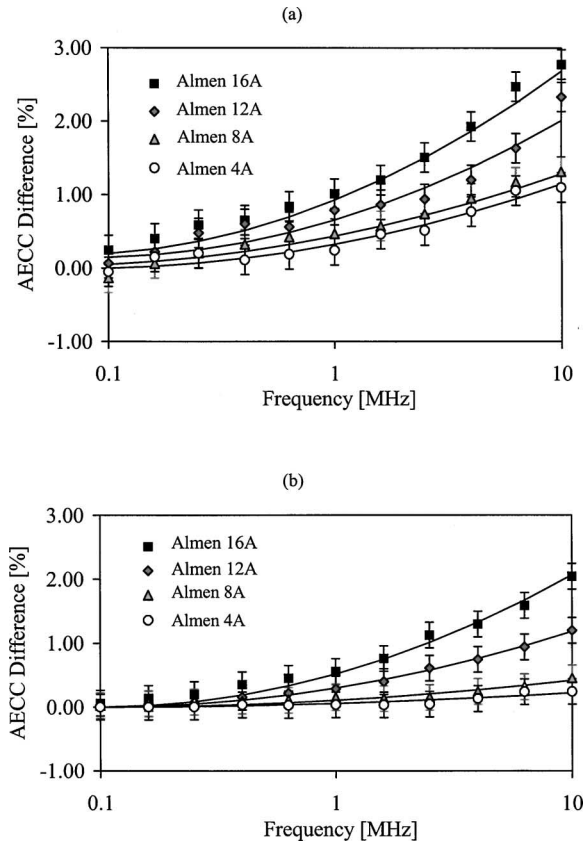 (a)
3.00
2.00
1.00
0.00
-1.00
AECC Difference [%]
Almen 16A
Almen 12A
Almen 8A
Almen 4A
0.1
1
10
Frequency [MHz]
(b)
3.00
2.00
1.00
0.00
-1.00
AECC Difference [%]
Almen 16A
Almen 12A
Almen 8A
Almen 4A
0.1
1
10
Frequency [MHz]